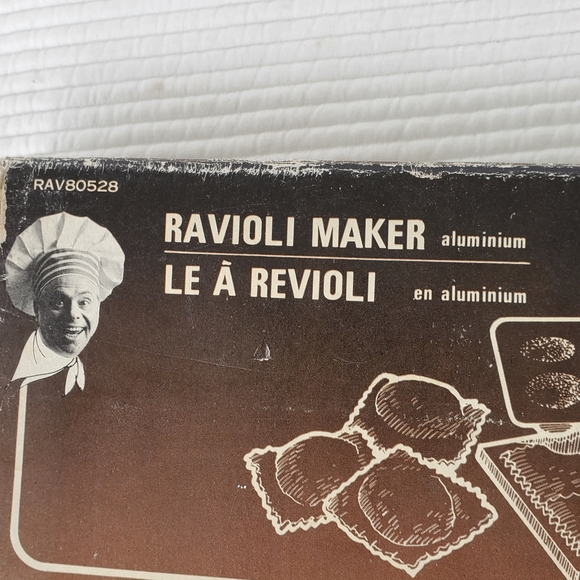 RAV80528
RAVIOLI MAKER aluminium
LE À REVIOLI en aluminium